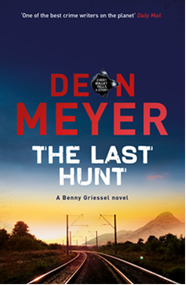 'One of the best crime writers on the planet' Daily Mail
DEON
MEYER
THE LAST
HUNT
A Benny Griessel novel